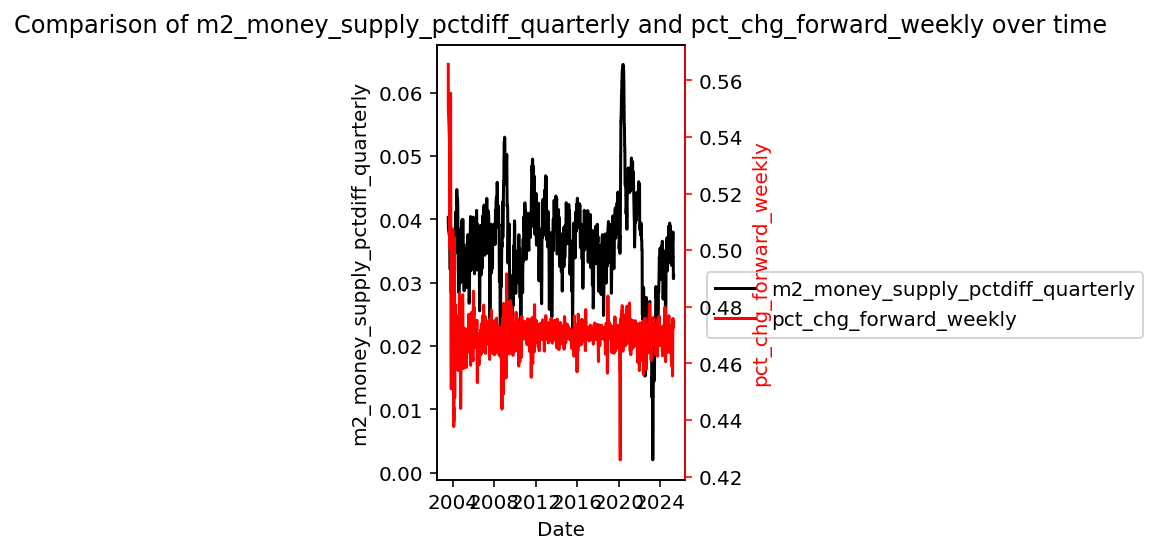 Comparison of m2_money_supply_pctdiff_quarterly and pct_chg_forward_weekly over time
m2_money_supply_pctdiff_quarterly
0.06
0.05
0.04
0.03
0.02
0.01
0.00
0.56
0.54
0.52
0.50
0.48
0.46
0.44
0.42
pct_chg_forward_weekly
m2_money_supply_pctdiff_quarterly
pct_chg_forward_weekly
2004 2008 2012 2016 2020 2024
Date